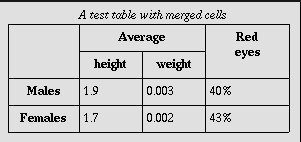 A test table with merged cells
Average Red eyes
height weight
Males 1.9 0.003 40%
Females 1.7 0.002 43%